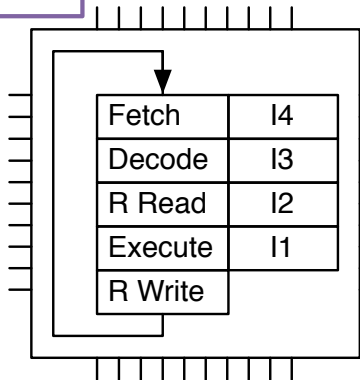 Fetch I4
Decode I3
R Read I2
Execute I1
R Write